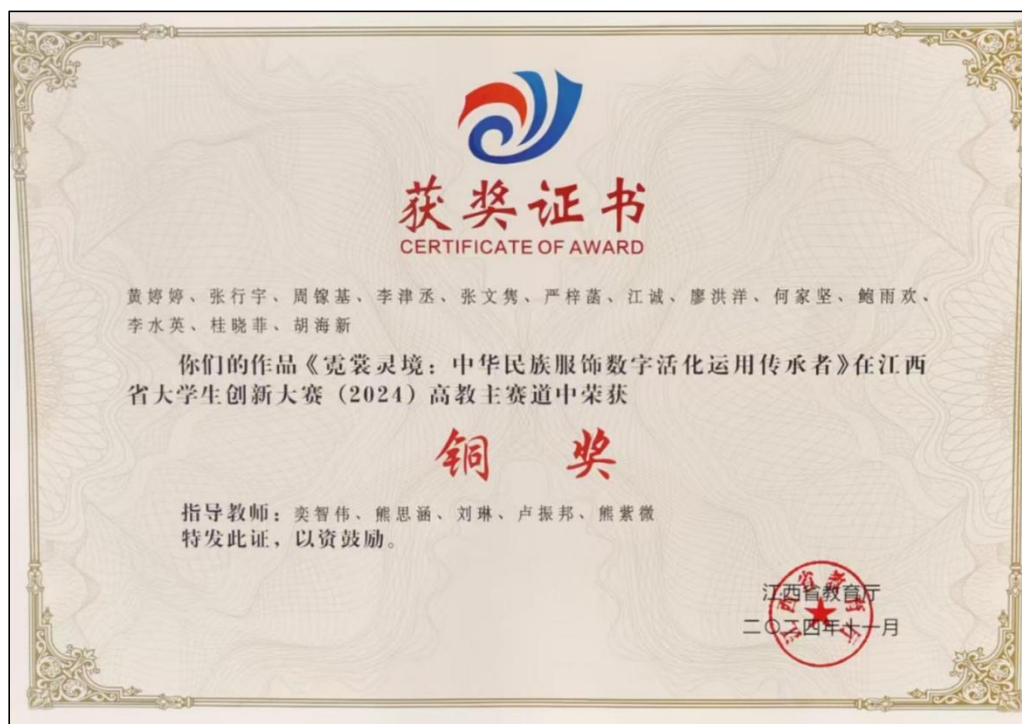 获奖证书
CERTIFICATE OF AWARD
黄婷婷、张行宇、周镓基、李津丞、张文隽、严梓菡、江诚、廖洪洋、何家坚、鲍雨欢、
李水英、桂晓菲、胡海新
你们的作品《霓裳灵境：中华民族服饰数字活化运用传承者》在江西
省大学生创新大赛（2024）高教主赛道中荣获
铜 奖
指导教师：奕智伟、熊思涵、刘琳、卢振邦、熊紫微
特发此证，以资鼓励。
江西省教育厅
二〇二四年十一月
江西省教育厅